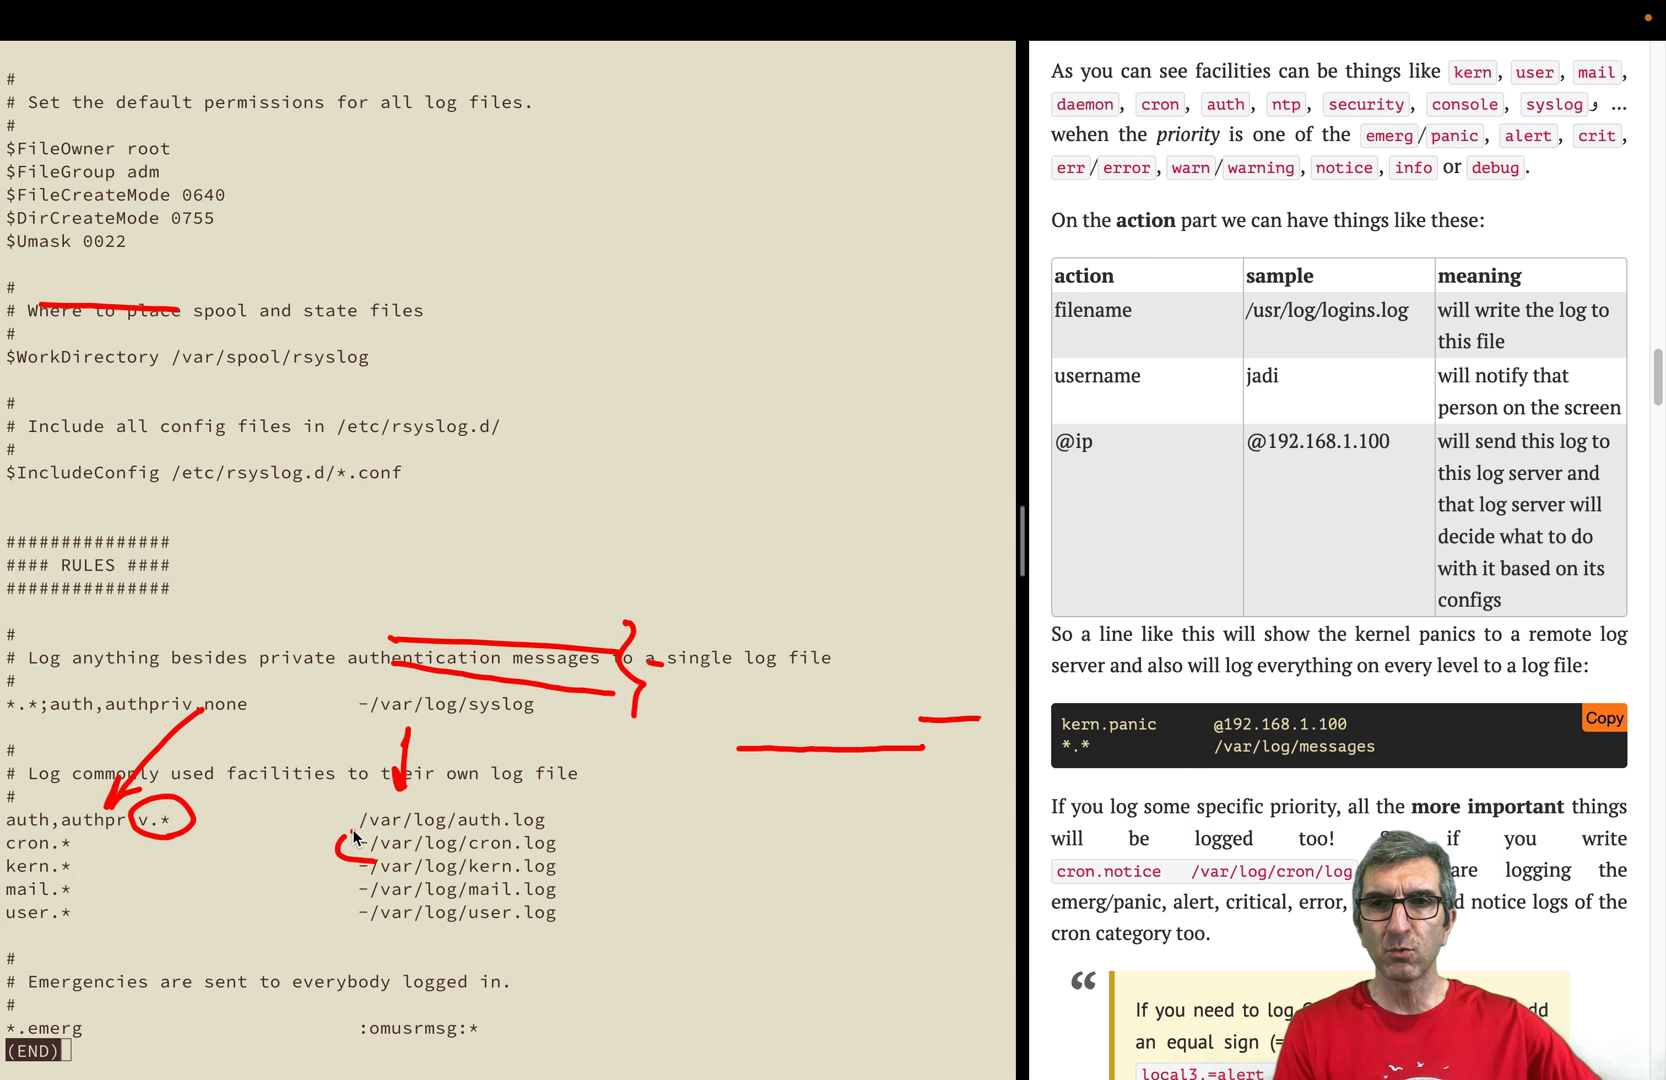 #
# Set the default permissions for all log files.
#
$FileOwner root
$FileGroup adm
$FileCreateMode 0640
$DirCreateMode 0755
$Umask 0022
#
# Where to place spool and state files
#
$WorkDirectory /var/spool/rsyslog
#
# Include all config files in /etc/rsyslog.d/
#
$IncludeConfig /etc/rsyslog.d/*.conf
###############
#### RULES ####
###############
#
# Log anything besides private authentication messages to a single log file
#
*.*;auth,authpriv.none -/var/log/syslog
#
# Log commonly used facilities to their own log file
#
auth,authpriv.* /var/log/auth.log
cron.* -/var/log/cron.log
kern.* -/var/log/kern.log
mail.* -/var/log/mail.log
user.* -/var/log/user.log
#
# Emergencies are sent to everybody logged in.
#
*.emerg :omusrmsg:*
(END)
As you can see facilities can be things like kern, user, mail,
daemon, cron, auth, ntp, security, console, syslog و ...
wehen the priority is one of the emerg/panic, alert, crit,
err/error, warn/warning, notice, info or debug.
On the action part we can have things like these:
action sample meaning
filename /usr/log/logins.log will write the log to
this file
username jadi will notify that
person on the screen
@ip @192.168.1.100 will send this log to
this log server and
that log server will
decide what to do
with it based on its
configs
So a line like this will show the kernel panics to a remote log
server and also will log everything on every level to a log file:
Copy
kern.panic @192.168.1.100
*.* /var/log/messages
If you log some specific priority, all the more important things
will be logged too! if you write
cron.notice /var/log/cron/log are logging the
emerg/panic, alert, critical, error, notice logs of the
cron category too.
“
If you need to log
an equal sign (=
local3.=alert